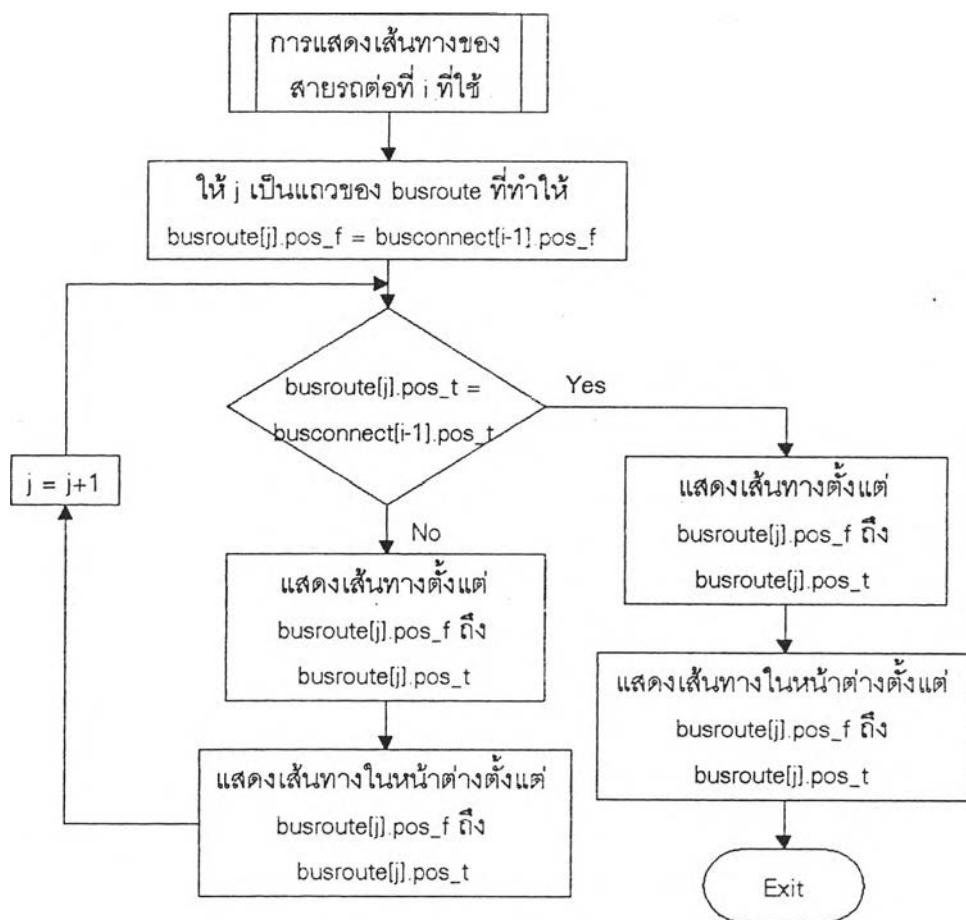 การแสดงเส้นทางของ
สายรถต่อที่ i ที่ใช้
ให้ j เป็นแถวของ busroute ที่ทำให้
busroute[j].pos_f = busconnect[i-1].pos_f
busroute[j].pos_t =
busconnect[i-1].pos_t
Yes
No
j = j+1
แสดงเส้นทางตั้งแต่
busroute[j].pos_f ถึง
busroute[j].pos_t
แสดงเส้นทางในหน้าต่างตั้งแต่
busroute[j].pos_f ถึง
busroute[j].pos_t
แสดงเส้นทางตั้งแต่
busroute[j].pos_f ถึง
busroute[j].pos_t
แสดงเส้นทางในหน้าต่างตั้งแต่
busroute[j].pos_f ถึง
busroute[j].pos_t
Exit